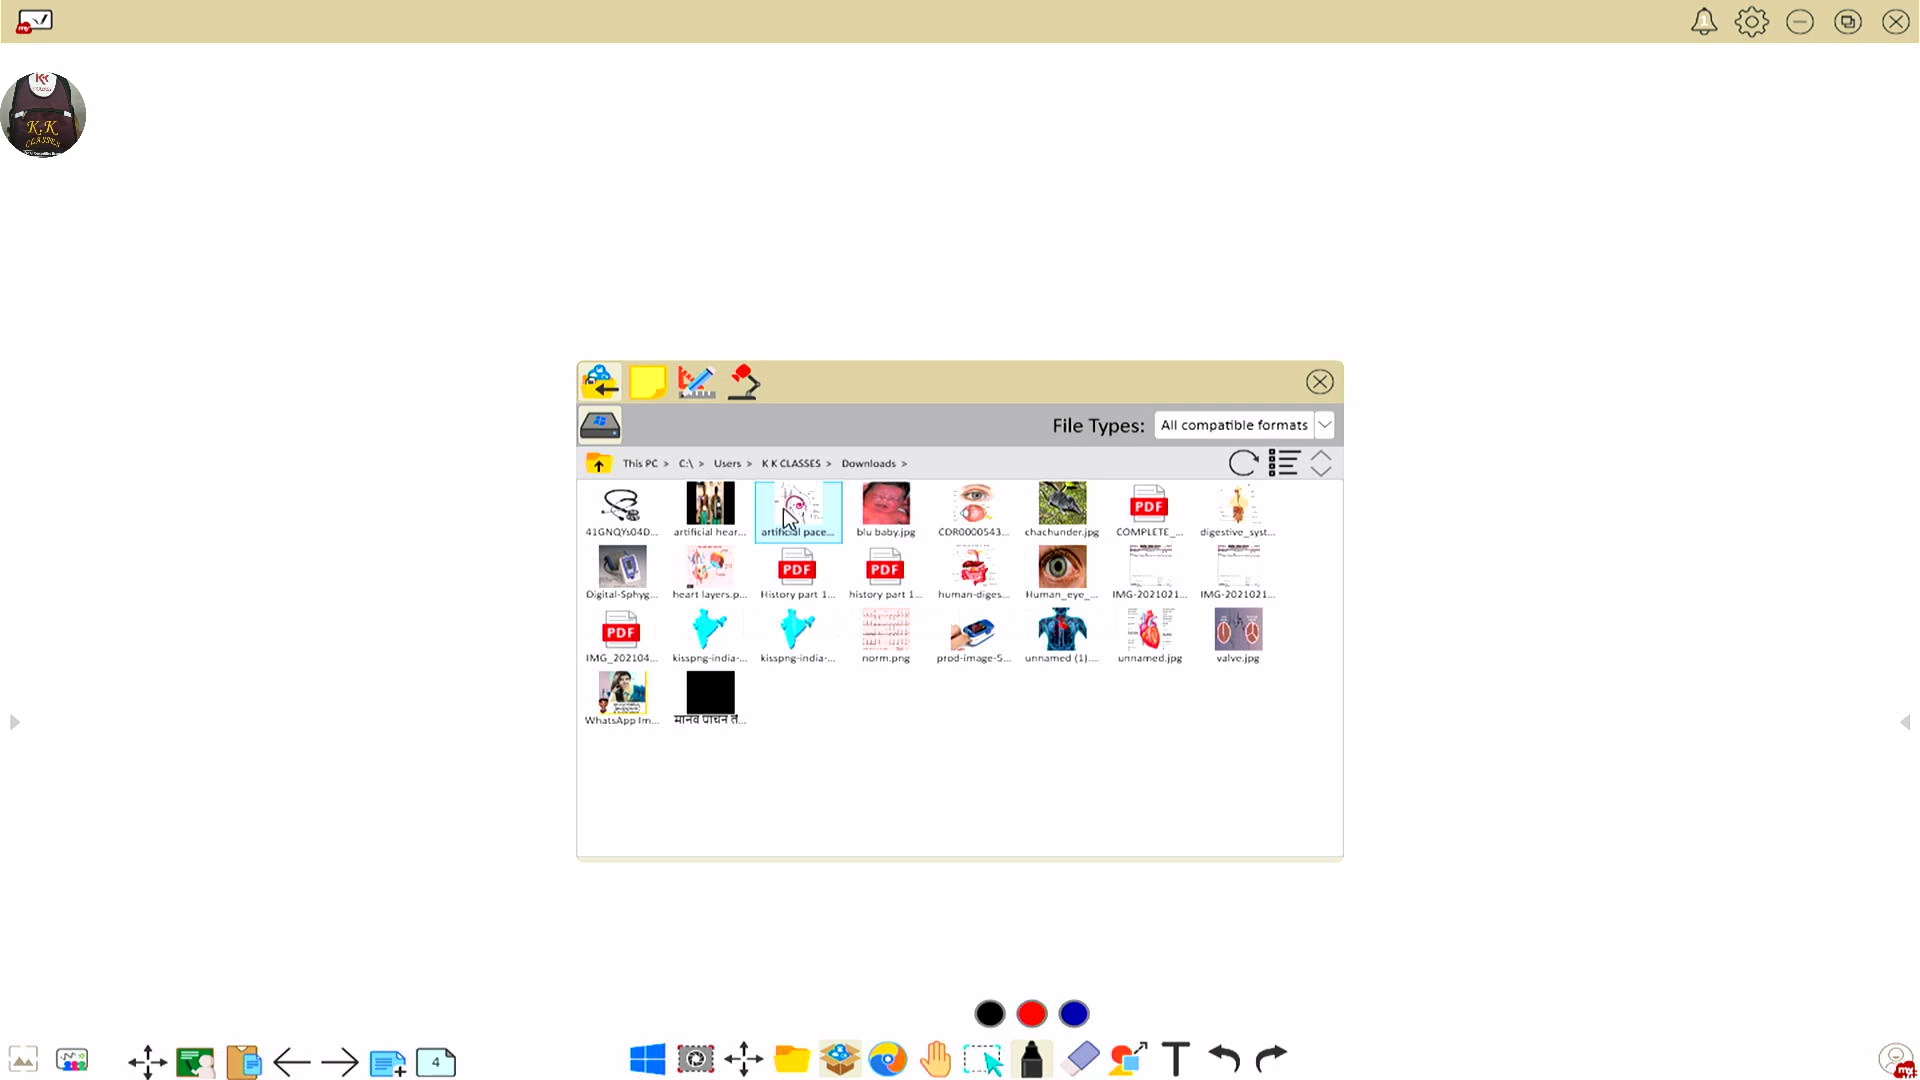 K.K
CLASSES
File Types: All compatible formats
This PC > C:\ > Users > K K CLASSES > Downloads >
41GNQYs04D... artificial hear... artificial pace... blu baby.jpg CDR0000543... chachunder.jpg COMPLETE_... digestive_syst...
PDF
Digital-Sphyg... heart layers.p... History part 1... history part 1... human-diges... Human_eye_... IMG-2021021... IMG-2021021...
PDF PDF
IMG_202104... kisspng-india-... kisspng-india-... norm.png prod-image-5... unnamed (1).... unnamed.jpg valve.jpg
PDF
WhatsApp Im... मानव पाचन तं...
4
T